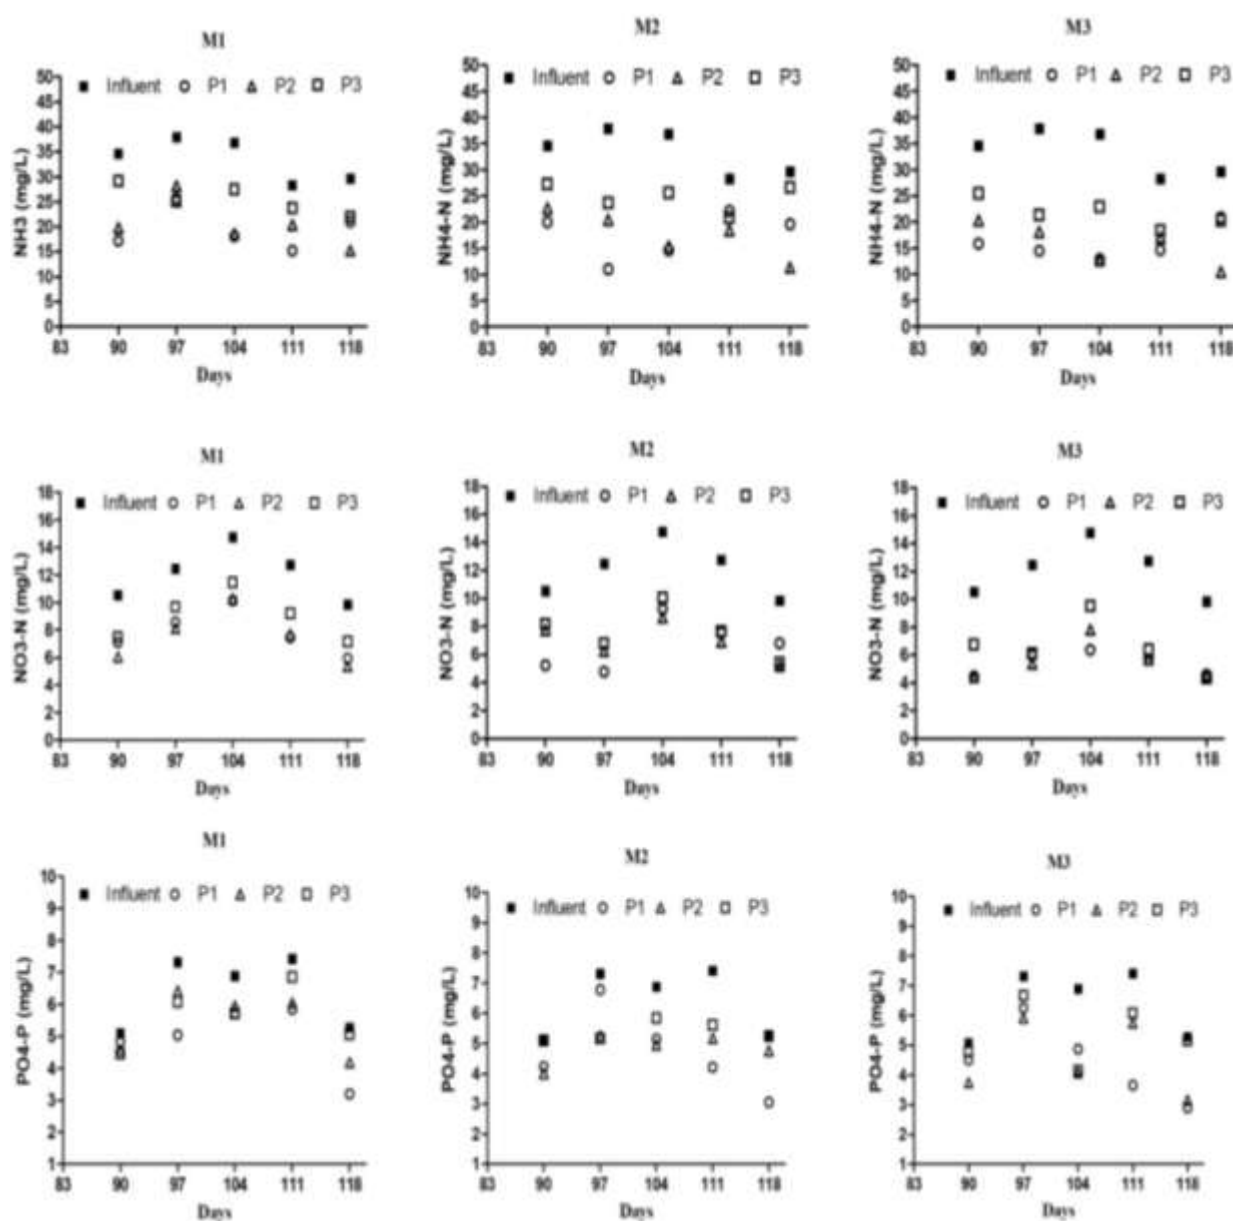 M1
■ Influent ○ P1 △ P2 □ P3
NH3 (mg/L)
50
45
40
35
30
25
20
15
10
5
0
83 90 97 104 111 118
Days
M2
■ Influent ○ P1 △ P2 □ P3
NH4-N (mg/L)
50
45
40
35
30
25
20
15
10
5
0
83 90 97 104 111 118
Days
M3
■ Influent ○ P1 △ P2 □ P3
NH4-N (mg/L)
50
45
40
35
30
25
20
15
10
5
0
83 90 97 104 111 118
Days
M1
■ Influent ○ P1 △ P2 □ P3
NO3-N (mg/L)
18
16
14
12
10
8
6
4
2
0
83 90 97 104 111 118
Days
M2
■ Influent ○ P1 △ P2 □ P3
NO3-N (mg/L)
18
16
14
12
10
8
6
4
2
0
83 90 97 104 111 118
Days
M3
■ Influent ○ P1 △ P2 □ P3
NO3-N (mg/L)
18
16
14
12
10
8
6
4
2
0
83 90 97 104 111 118
Days
M1
■ Influent ○ P1 △ P2 □ P3
PO4-P (mg/L)
10
9
8
7
6
5
4
3
2
1
83 90 97 104 111 118
Days
M2
■ Influent ○ P1 △ P2 □ P3
PO4-P (mg/L)
10
9
8
7
6
5
4
3
2
1
83 90 97 104 111 118
Days
M3
■ Influent ○ P1 △ P2 □ P3
PO4-P (mg/L)
10
9
8
7
6
5
4
3
2
1
83 90 97 104 111 118
Days